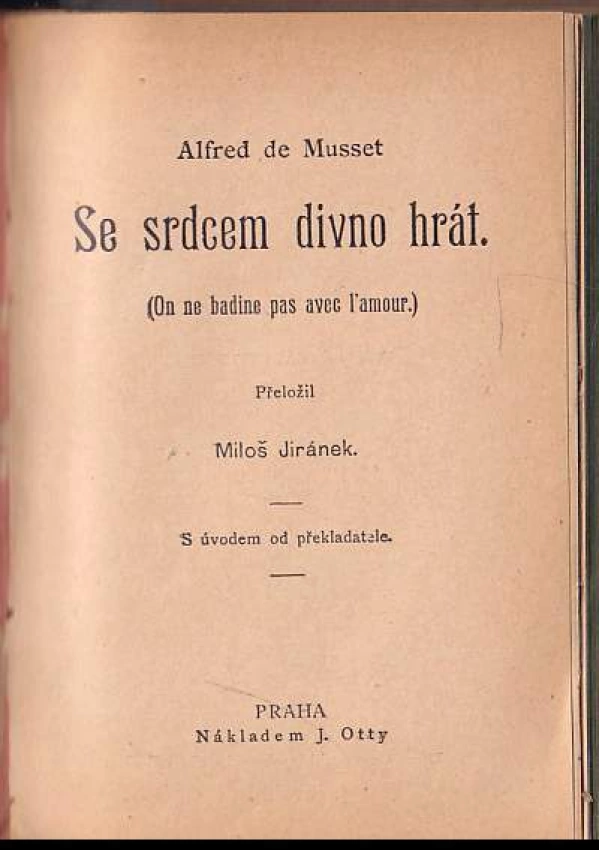 Alfred de Musset
Se srdcem divno hrát.
(On ne badine pas avec l'amour.)
Přeložil
Miloš Jiránek.
S úvodem od překladatele.
PRAHA
Nákladem J. Otty